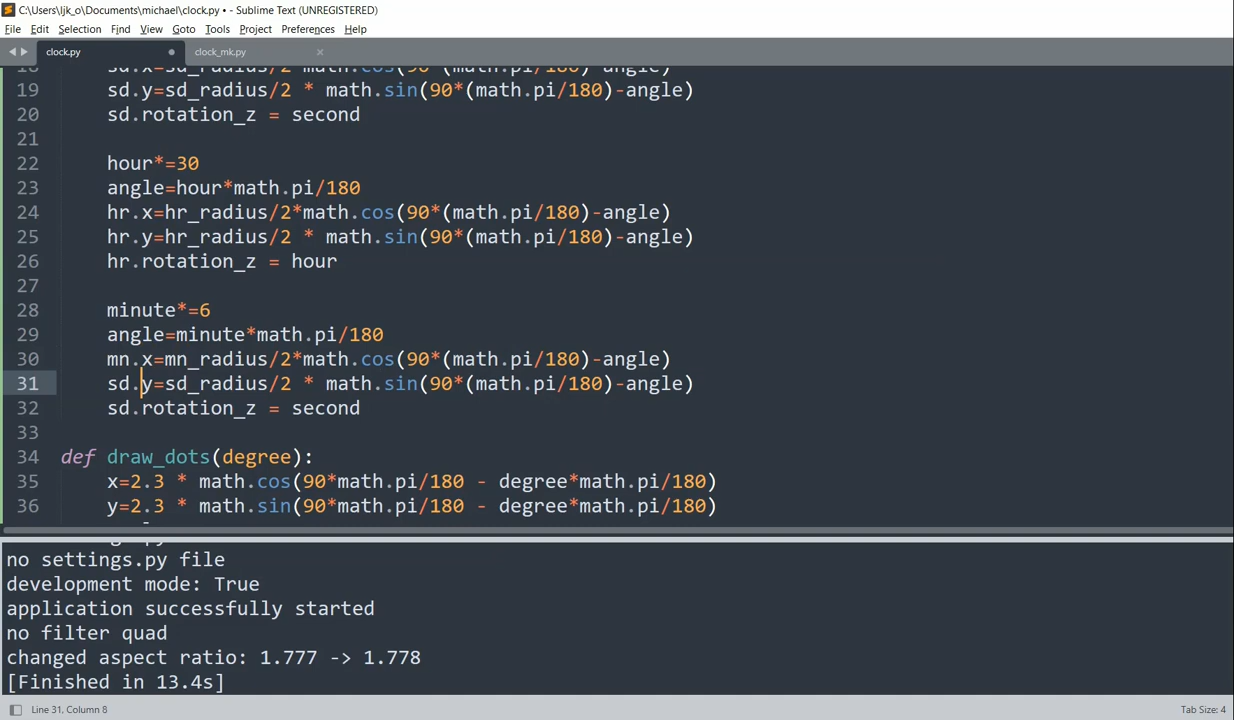 C:\Users\ljk_o\Documents\michael\clock.py • - Sublime Text (UNREGISTERED)
File Edit Selection Find View Goto Tools Project Preferences Help
clock.py clock_mk.py
18 sd.x=sd_radius/2*math.cos(90*(math.pi/180)-angle)
19 sd.y=sd_radius/2 * math.sin(90*(math.pi/180)-angle)
20 sd.rotation_z = second
21
22 hour*=30
23 angle=hour*math.pi/180
24 hr.x=hr_radius/2*math.cos(90*(math.pi/180)-angle)
25 hr.y=hr_radius/2 * math.sin(90*(math.pi/180)-angle)
26 hr.rotation_z = hour
27
28 minute*=6
29 angle=minute*math.pi/180
30 mn.x=mn_radius/2*math.cos(90*(math.pi/180)-angle)
31 sd.y=sd_radius/2 * math.sin(90*(math.pi/180)-angle)
32 sd.rotation_z = second
33
34 def draw_dots(degree):
35 x=2.3 * math.cos(90*math.pi/180 - degree*math.pi/180)
36 y=2.3 * math.sin(90*math.pi/180 - degree*math.pi/180)
no settings.py file
development mode: True
application successfully started
no filter quad
changed aspect ratio: 1.777 -> 1.778
[Finished in 13.4s]
Line 31, Column 8 Tab Size: 4